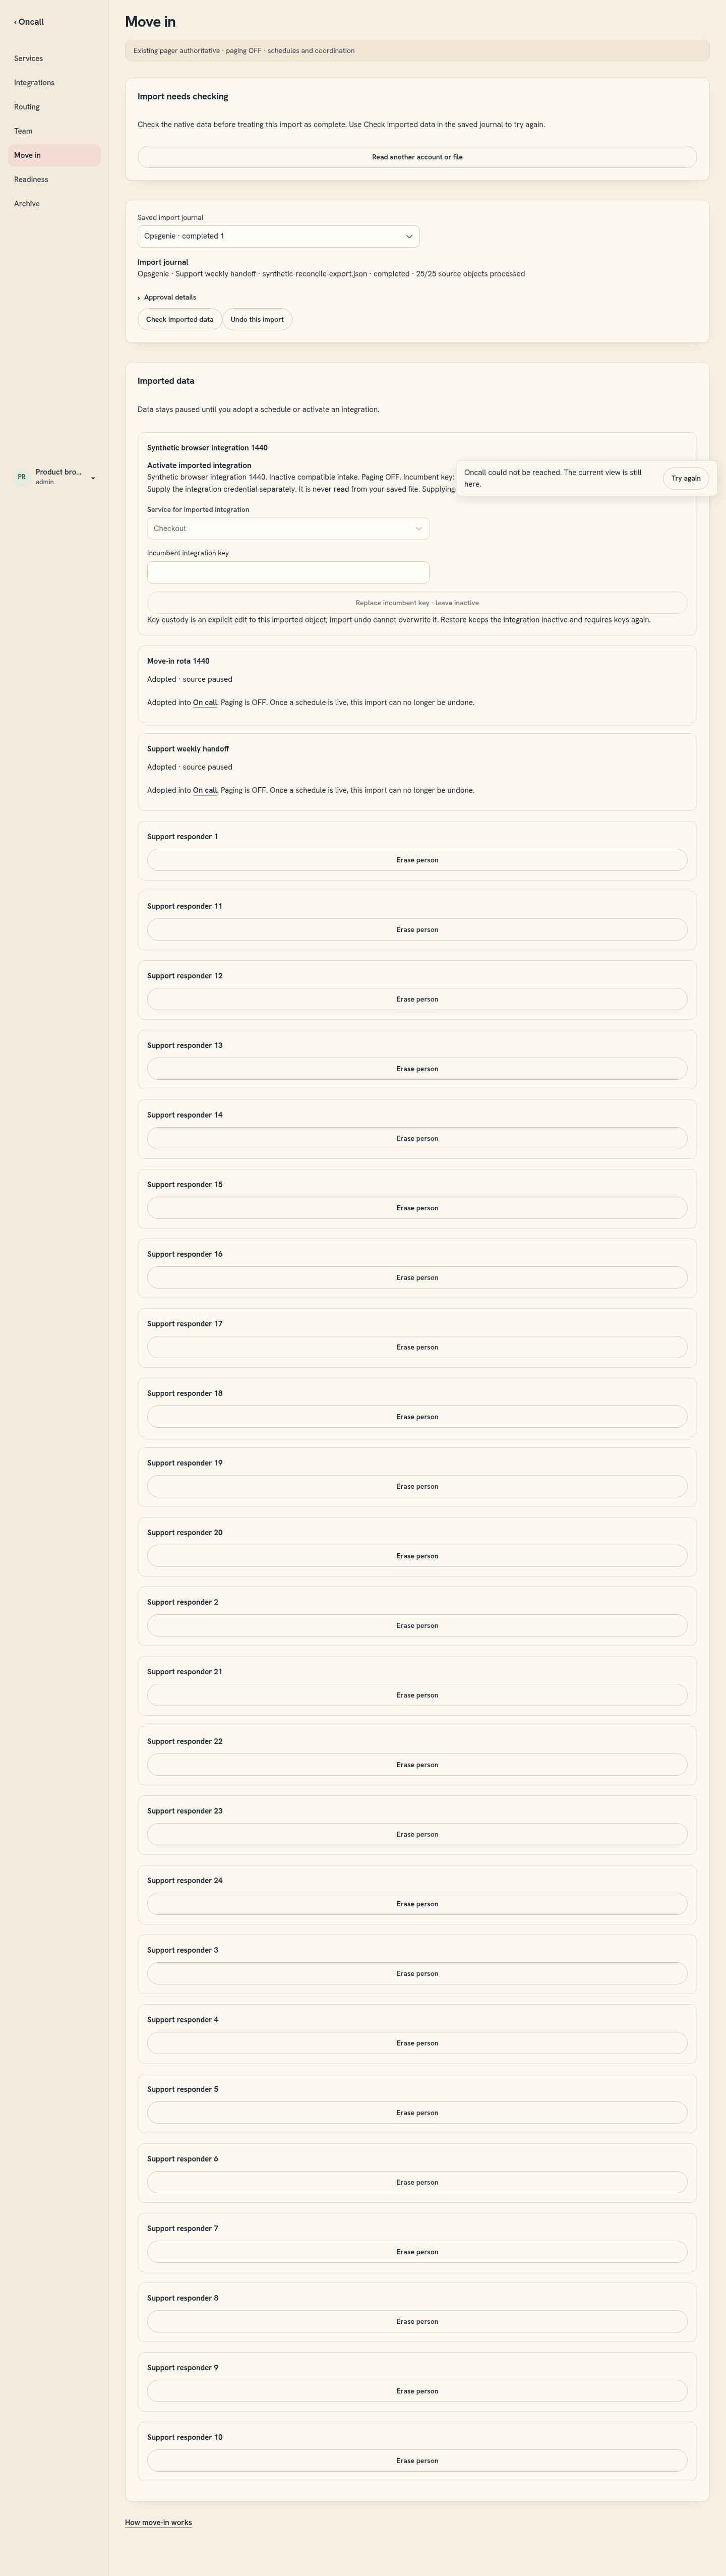 ‹ Oncall
Services
Integrations
Routing
Team
Move in
Readiness
Archive
PR
Product bro...
admin
Move in
Existing pager authoritative · paging OFF · schedules and coordination
Import needs checking
Check the native data before treating this import as complete. Use Check imported data in the saved journal to try again.
Read another account or file
Saved import journal
Opsgenie · completed 1
Import journal
Opsgenie · Support weekly handoff · synthetic-reconcile-export.json · completed · 25/25 source objects processed
› Approval details
Check imported data
Undo this import
Imported data
Data stays paused until you adopt a schedule or activate an integration.
Synthetic browser integration 1440
Activate imported integration
Synthetic browser integration 1440. Inactive compatible intake. Paging OFF. Incumbent key:
Supply the integration credential separately. It is never read from your saved file. Supplying
Oncall could not be reached. The current view is still
here.
Try again
Service for imported integration
Checkout
Incumbent integration key
Replace incumbent key · leave inactive
Key custody is an explicit edit to this imported object; import undo cannot overwrite it. Restore keeps the integration inactive and requires keys again.
Move-in rota 1440
Adopted · source paused
Adopted into On call. Paging is OFF. Once a schedule is live, this import can no longer be undone.
Support weekly handoff
Adopted · source paused
Adopted into On call. Paging is OFF. Once a schedule is live, this import can no longer be undone.
Support responder 1
Erase person
Support responder 11
Erase person
Support responder 12
Erase person
Support responder 13
Erase person
Support responder 14
Erase person
Support responder 15
Erase person
Support responder 16
Erase person
Support responder 17
Erase person
Support responder 18
Erase person
Support responder 19
Erase person
Support responder 20
Erase person
Support responder 2
Erase person
Support responder 21
Erase person
Support responder 22
Erase person
Support responder 23
Erase person
Support responder 24
Erase person
Support responder 3
Erase person
Support responder 4
Erase person
Support responder 5
Erase person
Support responder 6
Erase person
Support responder 7
Erase person
Support responder 8
Erase person
Support responder 9
Erase person
Support responder 10
Erase person
How move-in works